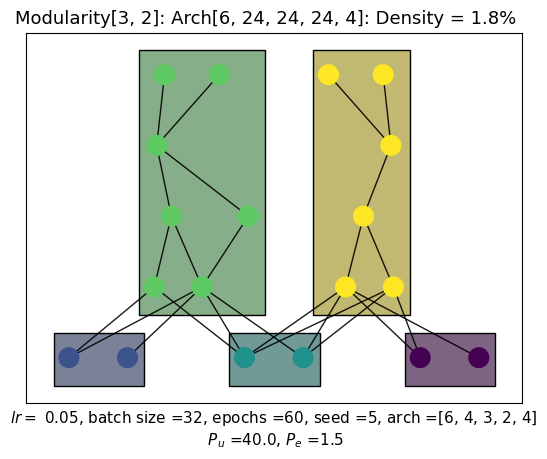 Modularity[3, 2]: Arch[6, 24, 24, 24, 4]: Density = 1.8%
lr = 0.05, batch size =32, epochs =60, seed =5, arch =[6, 4, 3, 2, 4]
P_u =40.0, P_e =1.5